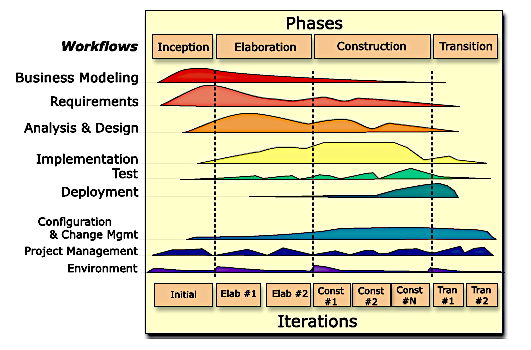 Phases
Workflows
Inception Elaboration Construction Transition
Business Modeling
Requirements
Analysis & Design
Implementation
Test
Deployment
Configuration
& Change Mgmt
Project Management
Environment
Initial Elab #1 Elab #2 Const #1 Const #2 Const #N Tran #1 Tran #2
Iterations